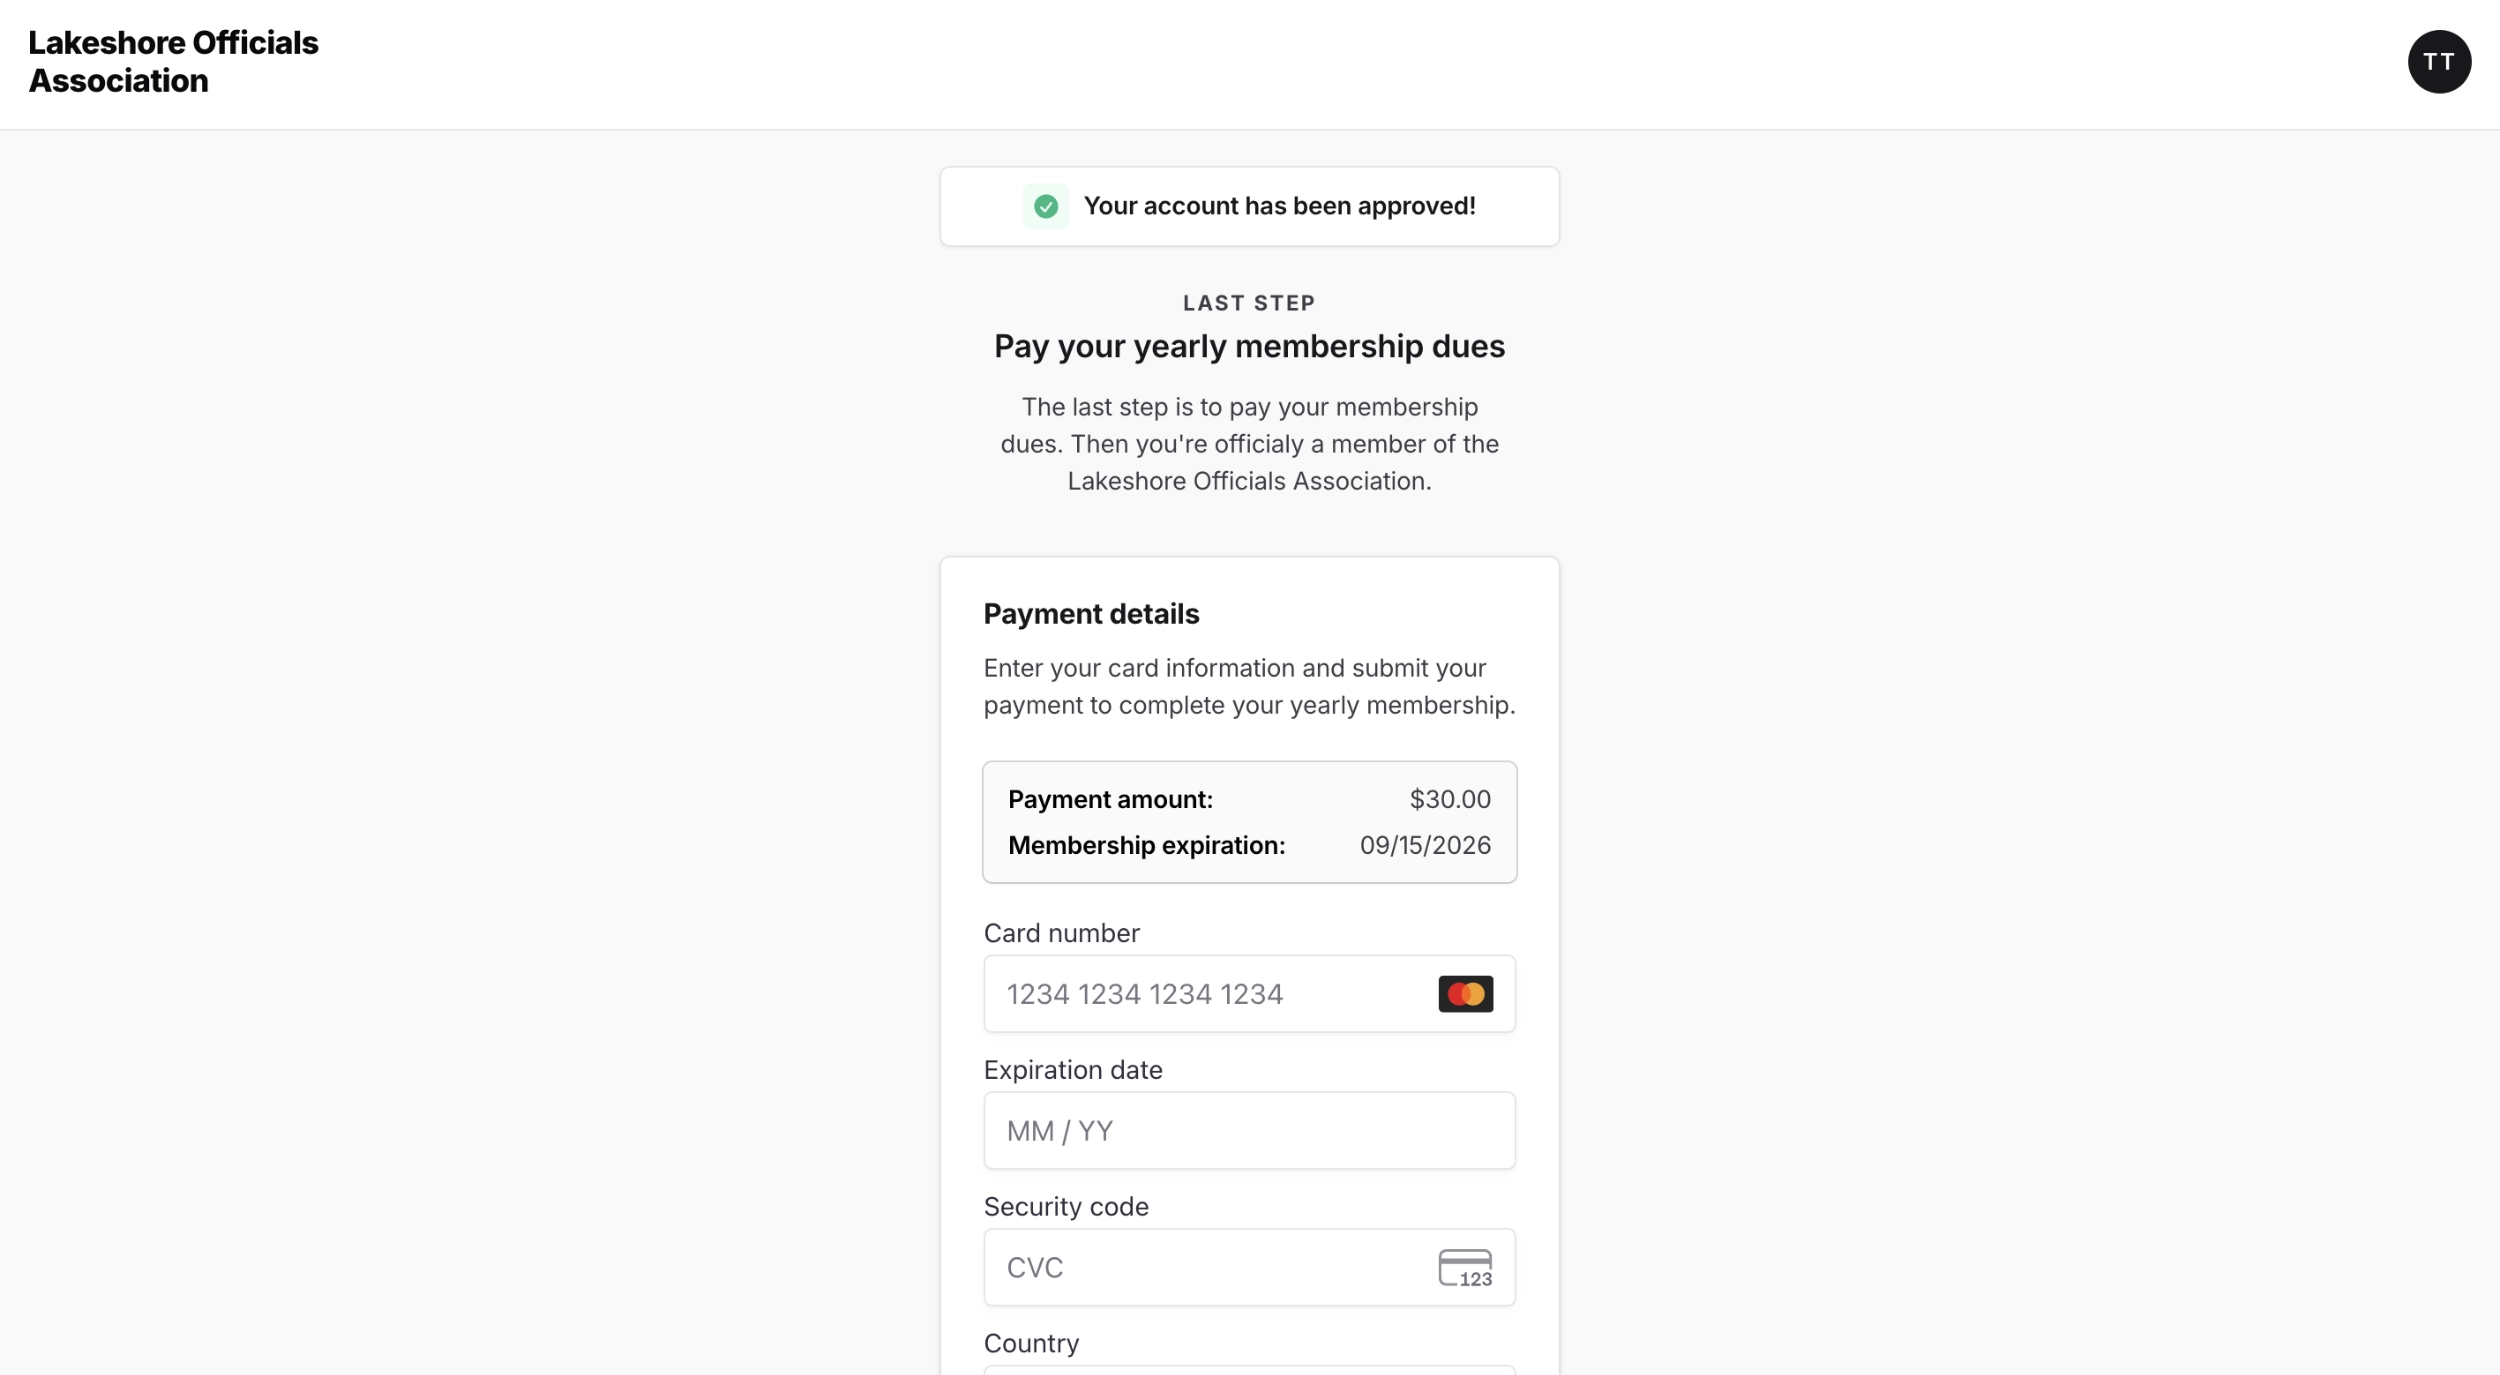 Lakeshore Officials
Association
TT
Your account has been approved!
LAST STEP
Pay your yearly membership dues
The last step is to pay your membership
dues. Then you're officialy a member of the
Lakeshore Officials Association.
Payment details
Enter your card information and submit your
payment to complete your yearly membership.
Payment amount: $30.00
Membership expiration: 09/15/2026
Card number
1234 1234 1234 1234
Expiration date
MM / YY
Security code
CVC 123
Country